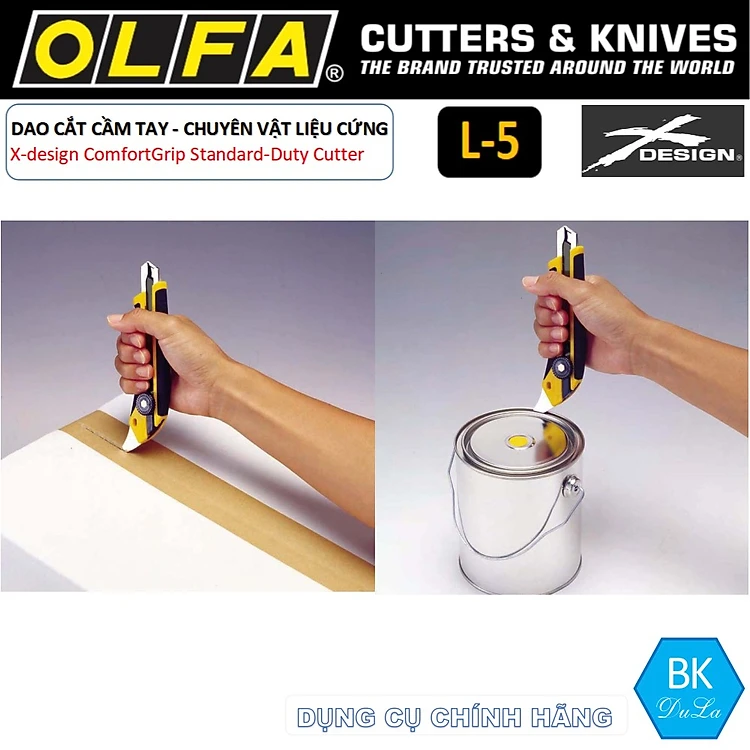 OLFA®
CUTTERS & KNIVES
THE BRAND TRUSTED AROUND THE WORLD
DAO CẮT CẦM TAY - CHUYÊN VẬT LIỆU CỨNG
X-design ComfortGrip Standard-Duty Cutter
L-5
X DESIGN®
DỤNG CỤ CHÍNH HÃNG
BK
DuLa